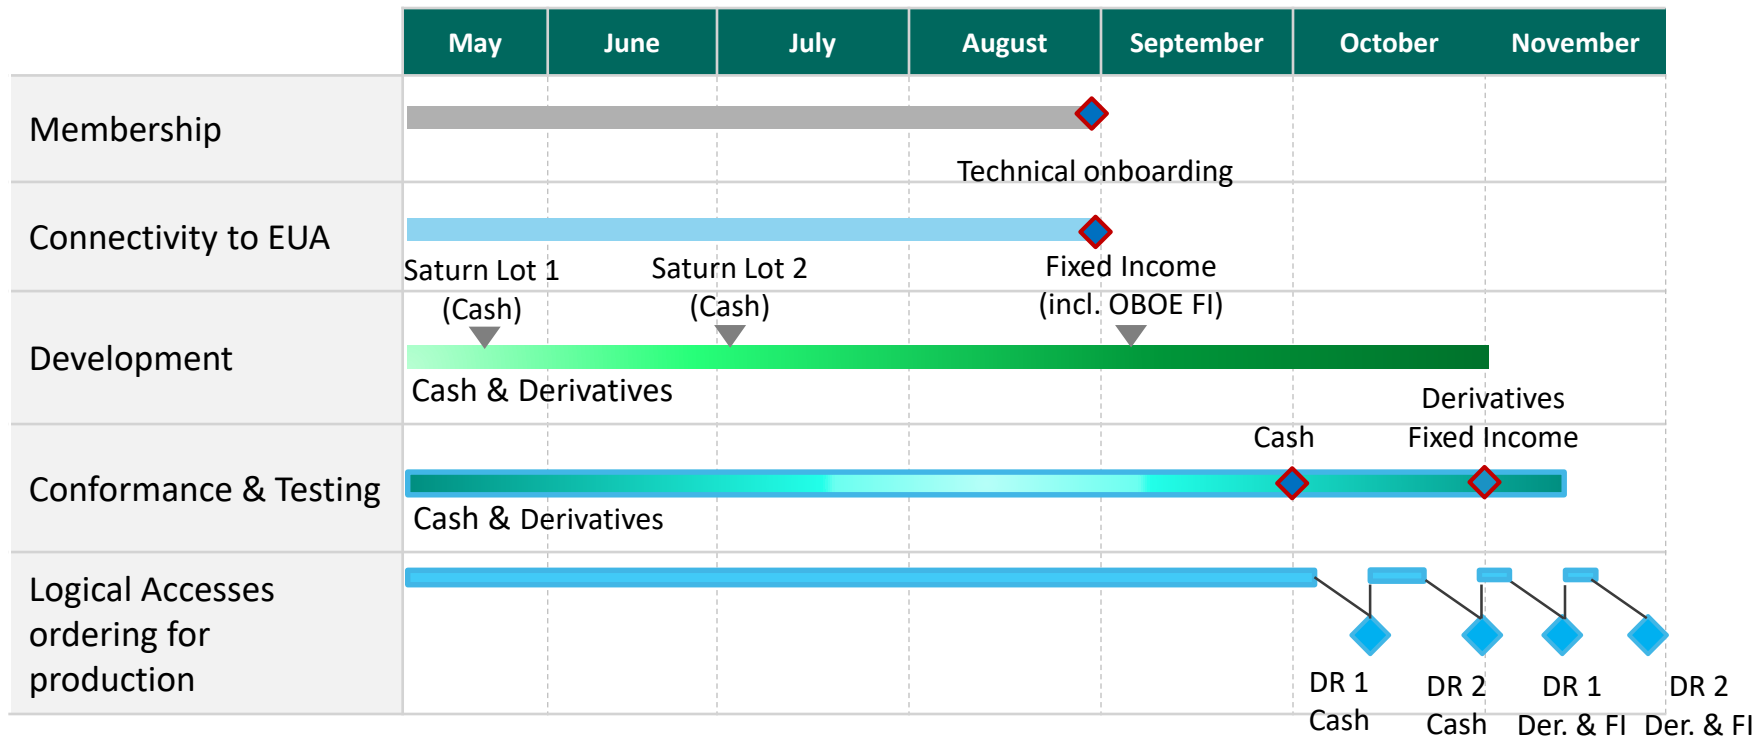 May
June
July
August
September
October
November
Membership
Technical onboarding
Connectivity to EUA
Saturn Lot 1
(Cash)
Saturn Lot 2
(Cash)
Fixed Income
(incl. OBOE FI)
Development
Cash & Derivatives
Derivatives
Fixed Income
Cash
Conformance & Testing
Cash & Derivatives
Logical Accesses
ordering for
production
DR 1
Cash
DR 2
Cash
DR 1
Der. & FI
DR 2
Der. & FI